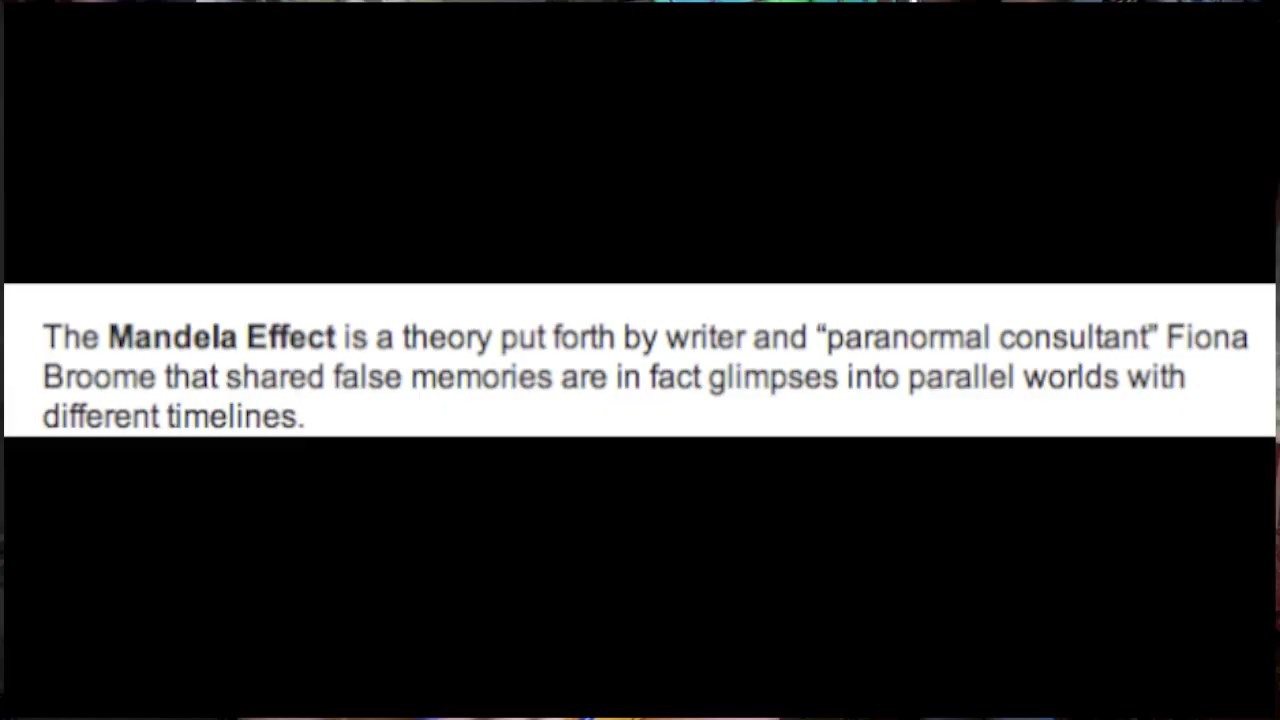 The Mandela Effect is a theory put forth by writer and “paranormal consultant” Fiona
Broome that shared false memories are in fact glimpses into parallel worlds with
different timelines.